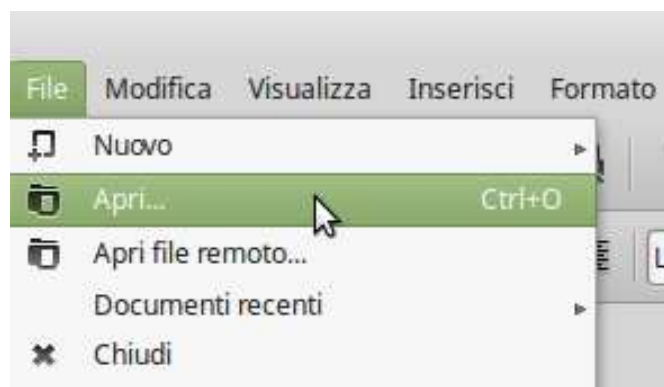 File Modifica Visualizza Inserisci Formato
Nuovo
Apri... Ctrl+O
Apri file remoto...
Documenti recenti
Chiudi